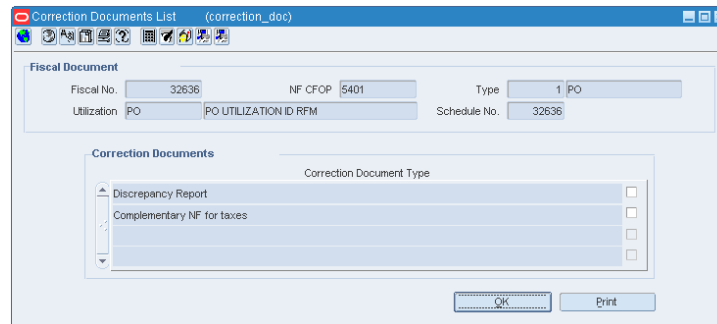 Correction Documents List (correction_doc)
Fiscal Document
Fiscal No. 32636 NF CFOP 5401 Type 1 PO
Utilization PO PO UTILIZATION ID RFM Schedule No. 32636
Correction Documents
Correction Document Type
Discrepancy Report
Complementary NF for taxes
OK Print